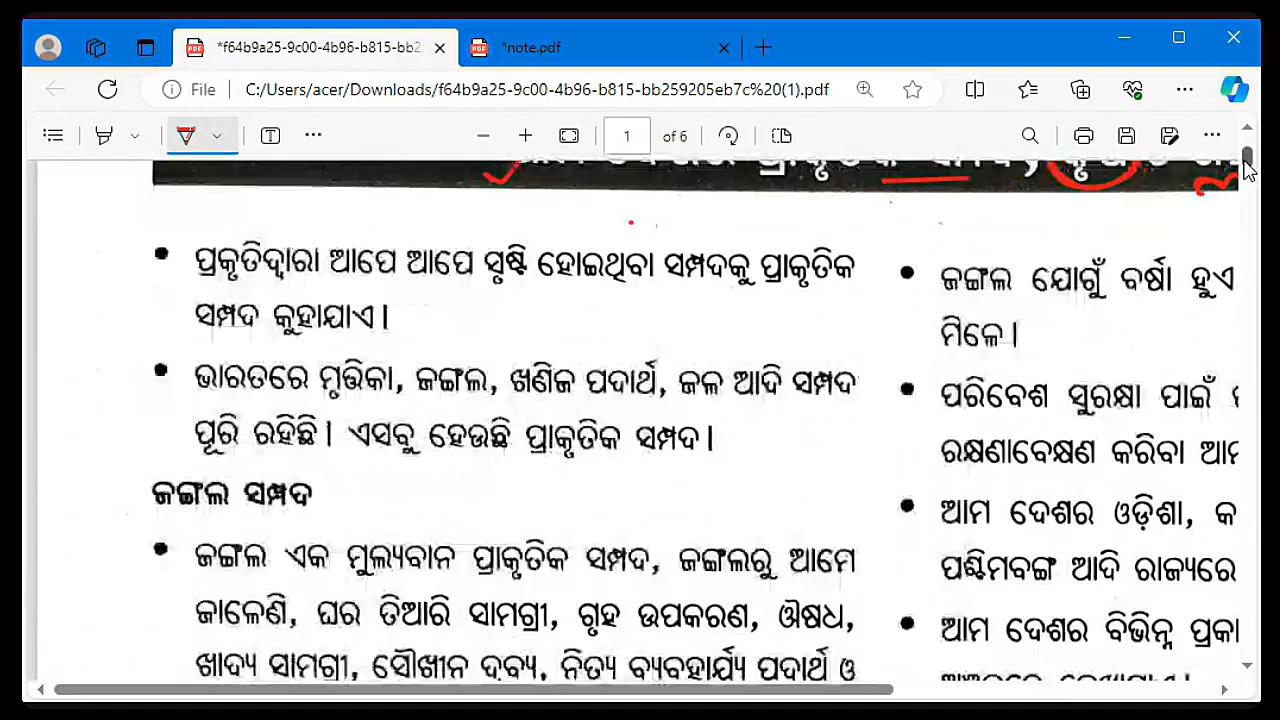 *f64b9a25-9c00-4b96-b815-bb2
*note.pdf
File
C:/Users/acer/Downloads/f64b9a25-9c00-4b96-b815-bb259205eb7c%20(1).pdf
1 of 6
ପ୍ରାକୃତିକ
ପ୍ରକୃତିଦ୍ୱାରା ଆପେ ଆପେ ସୃଷ୍ଟି ହୋଇଥିବା ସମ୍ପଦକୁ ପ୍ରାକୃତିକ
ସମ୍ପଦ କୁହାଯାଏ।
ଭାରତରେ ମୃତ୍ତିକା, ଜଙ୍ଗଲ, ଖଣିଜ ପଦାର୍ଥ, ଜଳ ଆଦି ସମ୍ପଦ
ପୂରି ରହିଛି। ଏସବୁ ହେଉଛି ପ୍ରାକୃତିକ ସମ୍ପଦ।
ଜଙ୍ଗଲ ସମ୍ପଦ
ଜଙ୍ଗଲ ଏକ ମୂଲ୍ୟବାନ ପ୍ରାକୃତିକ ସମ୍ପଦ, ଜଙ୍ଗଲରୁ ଆମେ
ଜାଳେଣି, ଘର ତିଆରି ସାମଗ୍ରୀ, ଗୃହ ଉପକରଣ, ଔଷଧ,
ଖାଦ୍ୟ ସାମଗ୍ରୀ, ସୌଖୀନ ଦ୍ରବ୍ୟ, ନିତ୍ୟ ବ୍ୟବହାର୍ଯ୍ୟ ପଦାର୍ଥ ଓ
ଜଙ୍ଗଲ ଯୋଗୁଁ ବର୍ଷା ହୁଏ
ମିଳେ।
ପରିବେଶ ସୁରକ୍ଷା ପାଇଁ
ରକ୍ଷଣାବେକ୍ଷଣ କରିବା ଆମ
ଆମ ଦେଶର ଓଡ଼ିଶା, କ
ପଶ୍ଚିମବଙ୍ଗ ଆଦି ରାଜ୍ୟରେ
ଆମ ଦେଶର ବିଭିନ୍ନ ପ୍ରକା